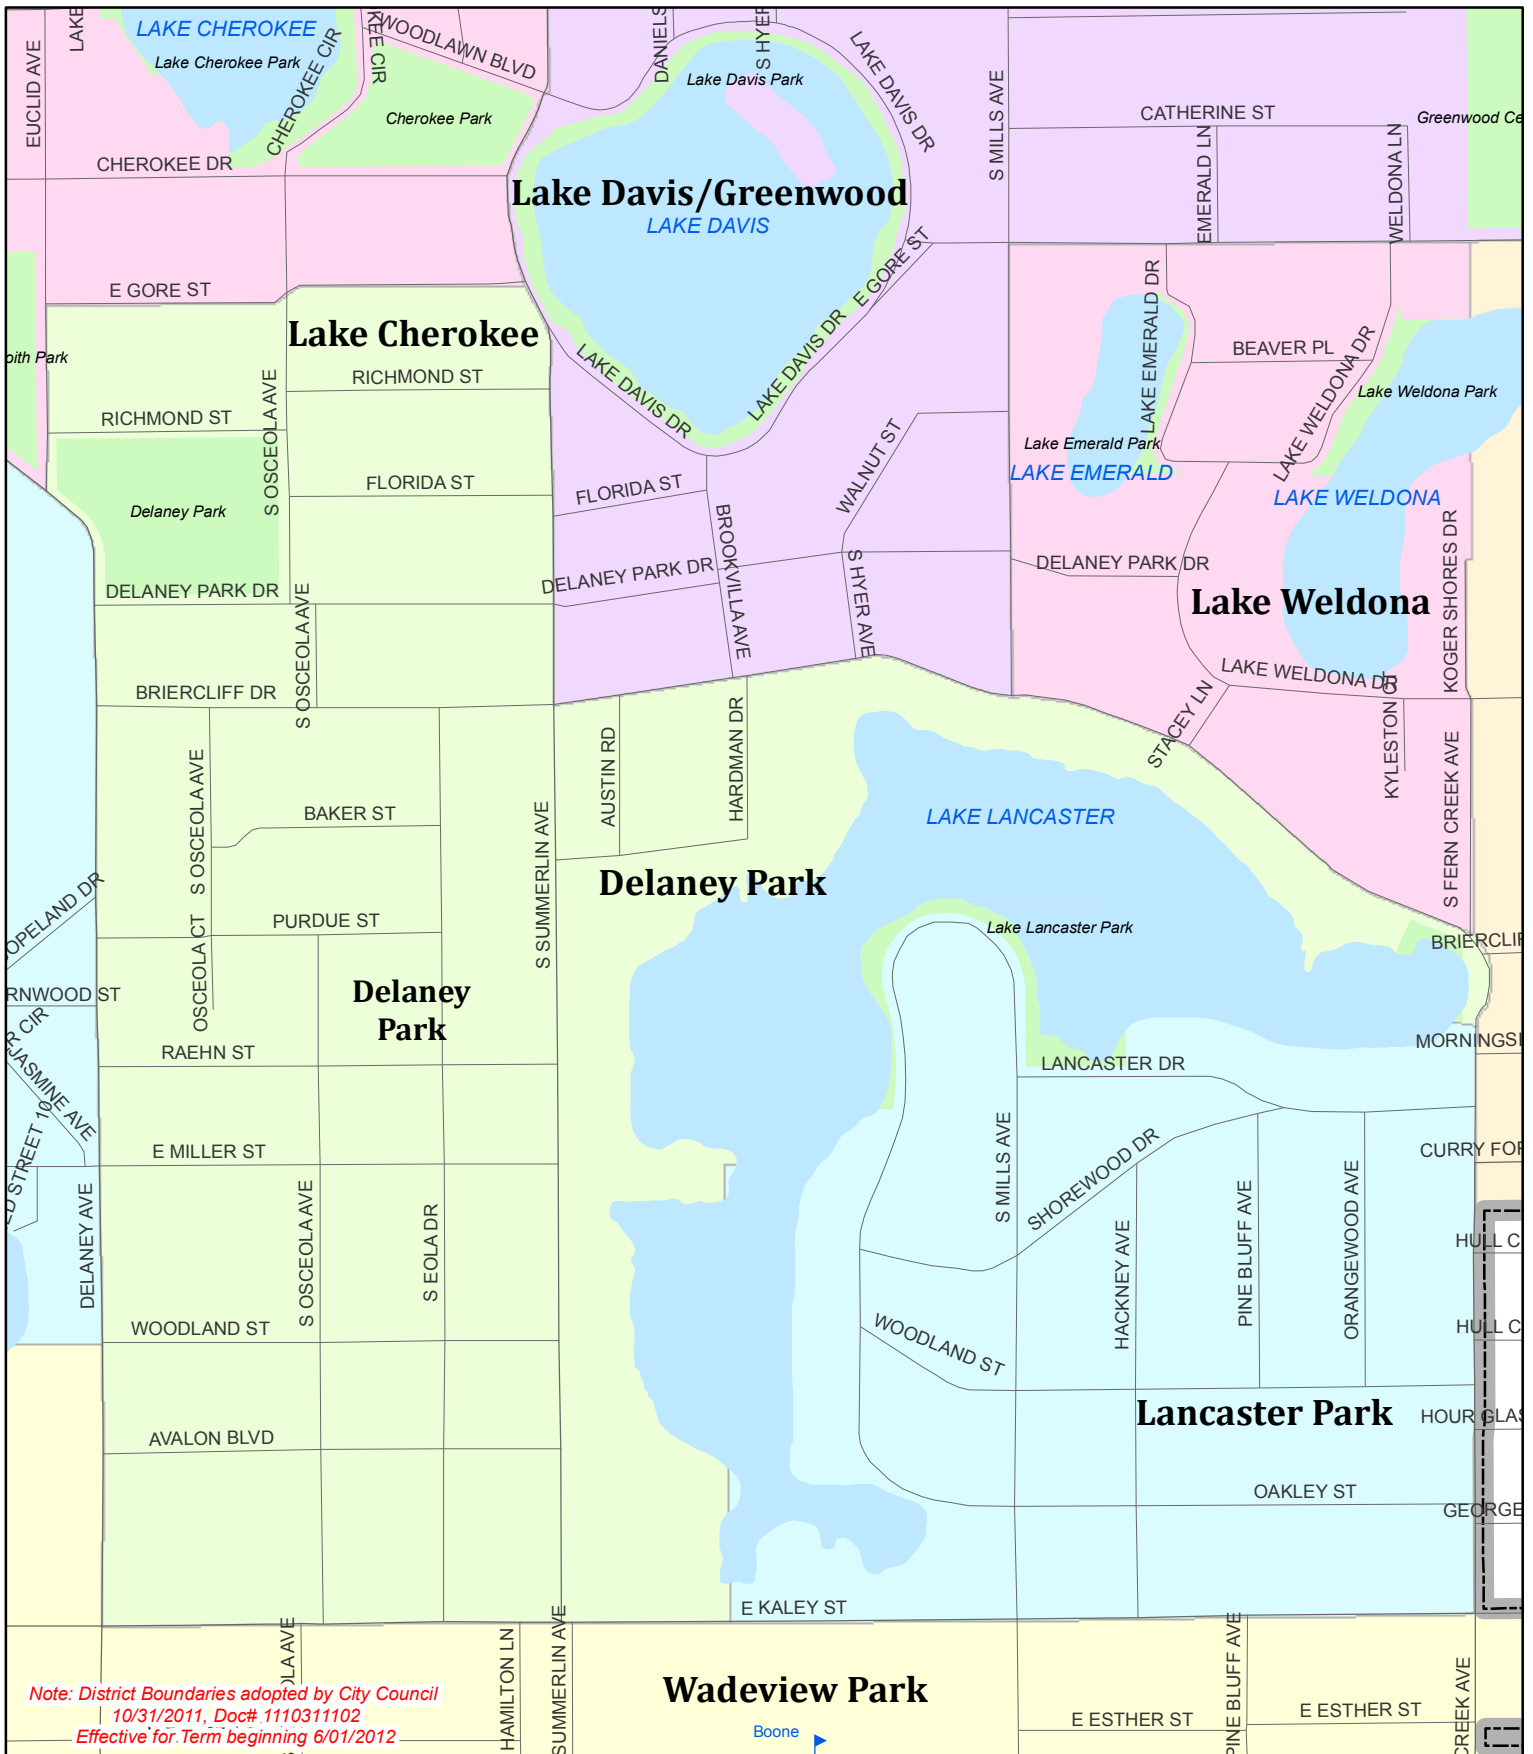 LAKE CHEROKEE
Lake Cherokee Park
EUCLID AVE
LAKE
CHEROKEE CIR
KEE CIR
WOODLAWN BLVD
Cherokee Park
CHEROKEE DR
DANIELS
S HYER
Lake Davis Park
LAKE DAVIS DR
S MILLS AVE
CATHERINE ST
EMERALD LN
WELDONA LN
Greenwood Ce
Lake Davis/Greenwood
LAKE DAVIS
E GORE ST
E GORE ST
Lake Cherokee
RICHMOND ST
RICHMOND ST
S OSCEOLA AVE
LAKE DAVIS DR
LAKE DAVIS DR
LAKE EMERALD DR
BEAVER PL
LAKE WELDONA DR
Lake Weldona Park
Lake Emerald Park
LAKE EMERALD
LAKE WELDONA
oith Park
Delaney Park
FLORIDA ST
FLORIDA ST
WALNUT ST
BROOKVILLA AVE
S HYER AVE
DELANEY PARK DR
DELANEY PARK DR
DELANEY PARK DR
Lake Weldona
KOGER SHORES DR
S OSCEOLA AVE
BRIERCLIFF DR
LAKE WELDONA DR
STACEY LN
KYLESTON CT
S FERN CREEK AVE
S OSCEOLA AVE
AUSTIN RD
HARDMAN DR
BAKER ST
S SUMMERLIN AVE
LAKE LANCASTER
Delaney Park
OPELAND DR
PURDUE ST
OSCEOLA CT
Lake Lancaster Park
BRIERCLIF
Delaney
Park
RNWOOD ST
R CIR
JASMINE AVE
RAEHN ST
LANCASTER DR
MORNINGSI
ED STREET 10
E MILLER ST
S MILLS AVE
SHOREWOOD DR
CURRY FOR
DELANEY AVE
S OSCEOLA AVE
S EOLA DR
HACKNEY AVE
PINE BLUFF AVE
ORANGEWOOD AVE
HULL C
WOODLAND ST
WOODLAND ST
HULL C
Lancaster Park
HOUR GLAS
AVALON BLVD
OAKLEY ST
GEORGE
E KALEY ST
OLA AVE
HAMILTON LN
SUMMERLIN AVE
Wadeview Park
Boone
PINE BLUFF AVE
E ESTHER ST
E ESTHER ST
CREEK AVE
Note: District Boundaries adopted by City Council
10/31/2011, Doc# 1110311102
Effective for Term beginning 6/01/2012